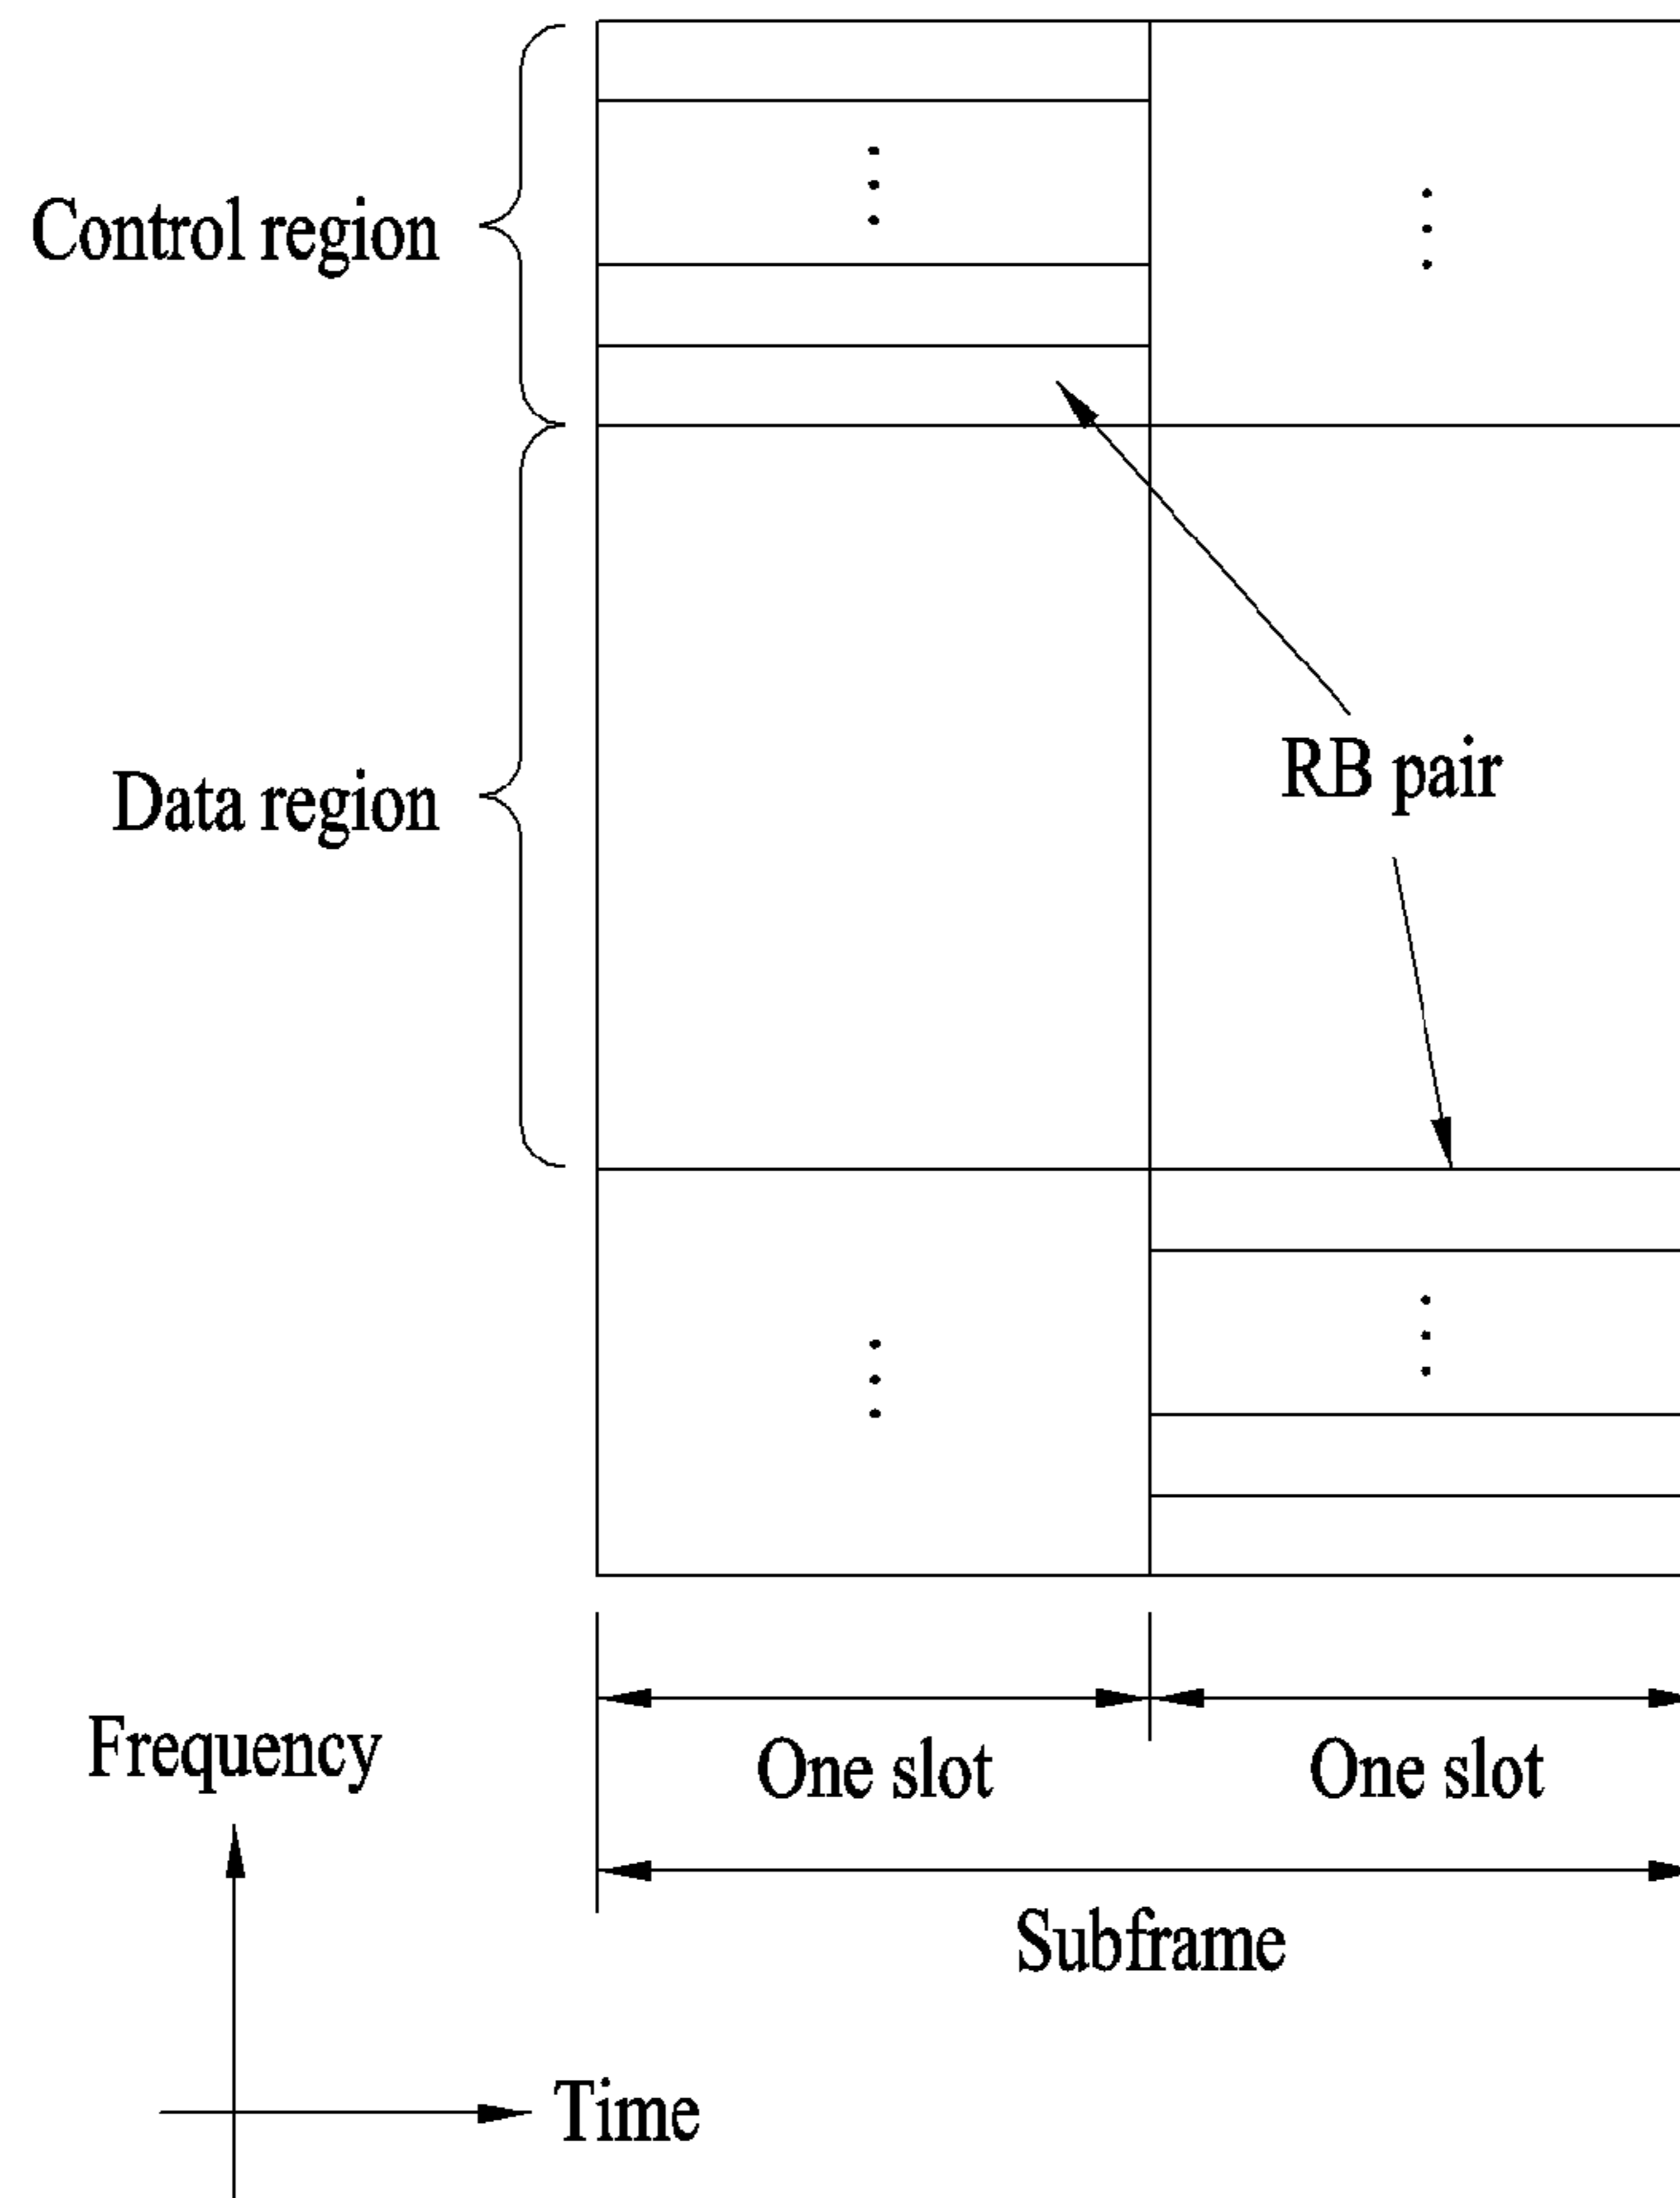 Control region
Data region
RB pair
One slot
One slot
Frequency
Subframe
Time